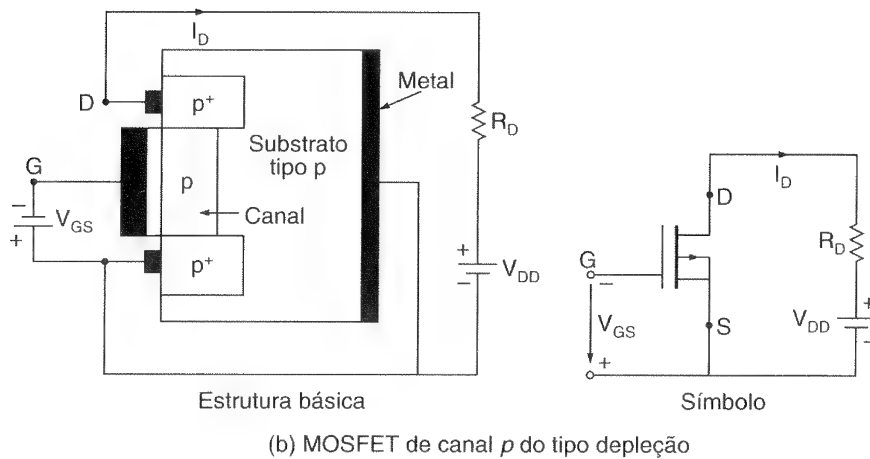 I_D
D
p+
Metal
R_D
Substrato
tipo p
G
p
Canal
−
V_GS
+
p+
+
V_DD
−
I_D
D
G
−
R_D
V_GS
S
V_DD
+
−
+
Estrutura básica
Símbolo
(b) MOSFET de canal p do tipo depleção